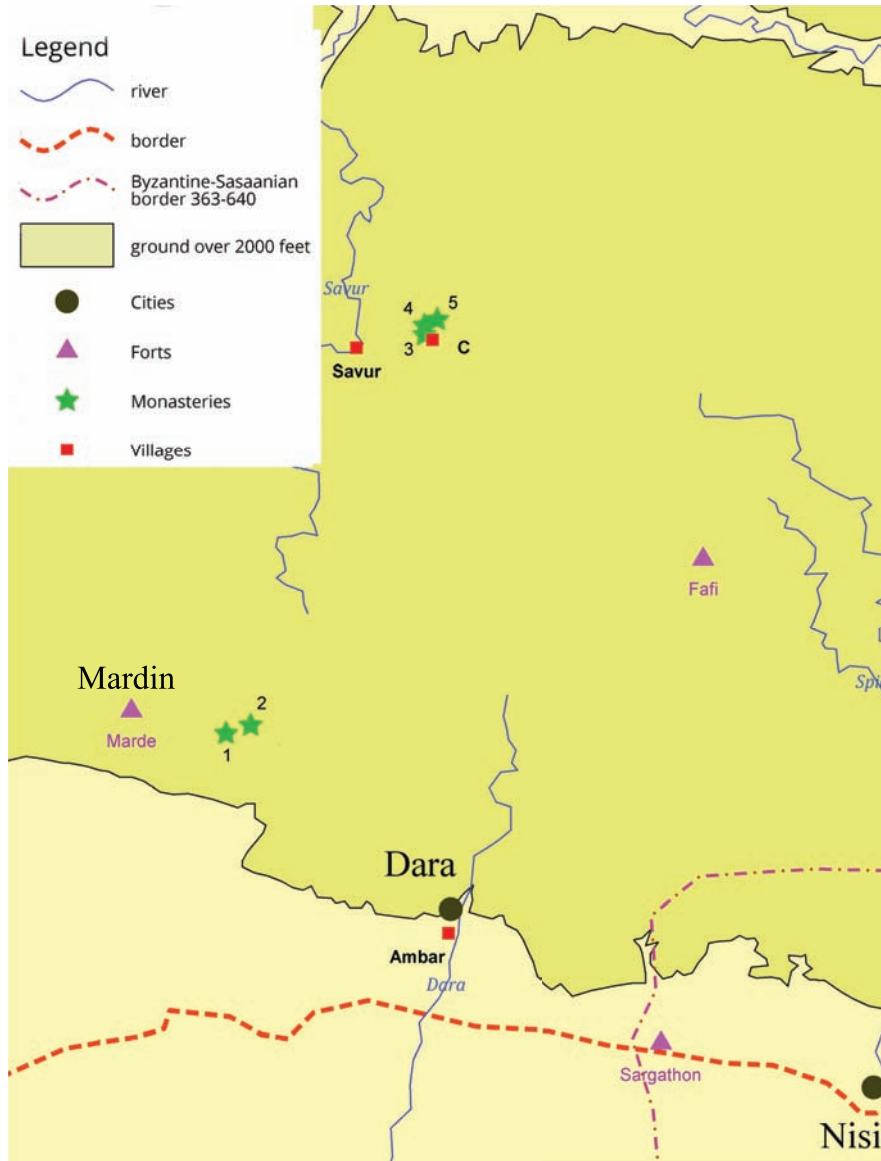 Legend
river
border
Byzantine-Sasaanian
border 363-640
ground over 2000 feet
Cities
Forts
Monasteries
Villages
Savur
4
5
3
C
Savur
Fafi
Spi
Mardin
Marde
2
1
Dara
Ambar
Dara
Sargathon
Nisi